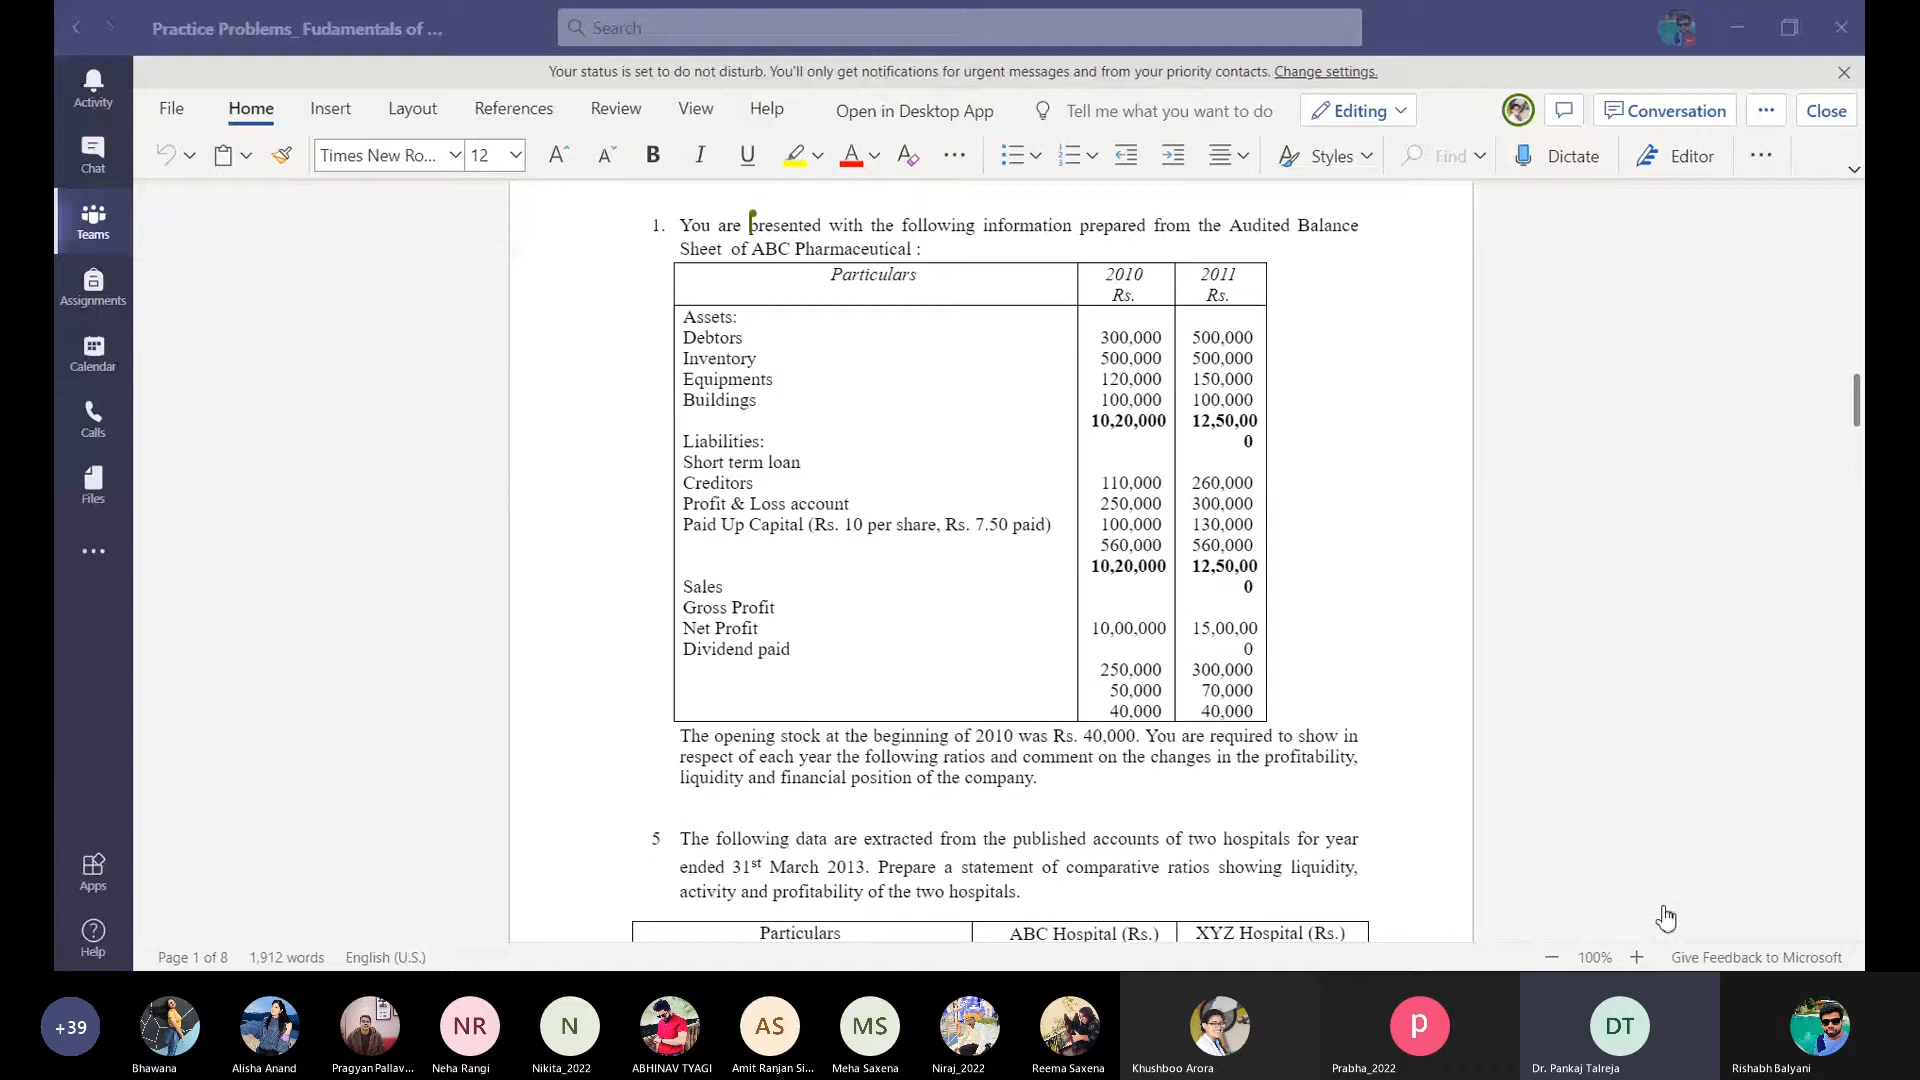 Practice Problems_ Fudamentals of ...
Search
Your status is set to do not disturb. You'll only get notifications for urgent messages and from your priority contacts. Change settings.
File Home Insert Layout References Review View Help Open in Desktop App Tell me what you want to do Editing Conversation ... Close
Times New Ro... 12 A A B I U A A ... Styles Find Dictate Editor ...
Activity
Chat
Teams
Assignments
Calendar
Calls
Files
...
Apps
Help
1. You are presented with the following information prepared from the Audited Balance
Sheet of ABC Pharmaceutical :
Particulars 2010 2011
Rs. Rs.
Assets:
Debtors 300,000 500,000
Inventory 500,000 500,000
Equipments 120,000 150,000
Buildings 100,000 100,000
10,20,000 12,50,00
Liabilities: 0
Short term loan
Creditors 110,000 260,000
Profit & Loss account 250,000 300,000
Paid Up Capital (Rs. 10 per share, Rs. 7.50 paid) 100,000 130,000
560,000 560,000
10,20,000 12,50,00
Sales 0
Gross Profit
Net Profit 10,00,000 15,00,00
Dividend paid 0
250,000 300,000
50,000 70,000
40,000 40,000
The opening stock at the beginning of 2010 was Rs. 40,000. You are required to show in
respect of each year the following ratios and comment on the changes in the profitability,
liquidity and financial position of the company.
5 The following data are extracted from the published accounts of two hospitals for year
ended 31st March 2013. Prepare a statement of comparative ratios showing liquidity,
activity and profitability of the two hospitals.
Particulars ABC Hospital (Rs.) XYZ Hospital (Rs.)
Page 1 of 8 1,912 words English (U.S.) 100% Give Feedback to Microsoft
+39 NR N AS MS p DT
Bhawana Alisha Anand Pragyan Pallav... Neha Rangi Nikita_2022 ABHINAV TYAGI Amit Ranjan Si... Meha Saxena Niraj_2022 Reema Saxena Khushboo Arora Prabha_2022 Dr. Pankaj Talreja Rishabh Balyani